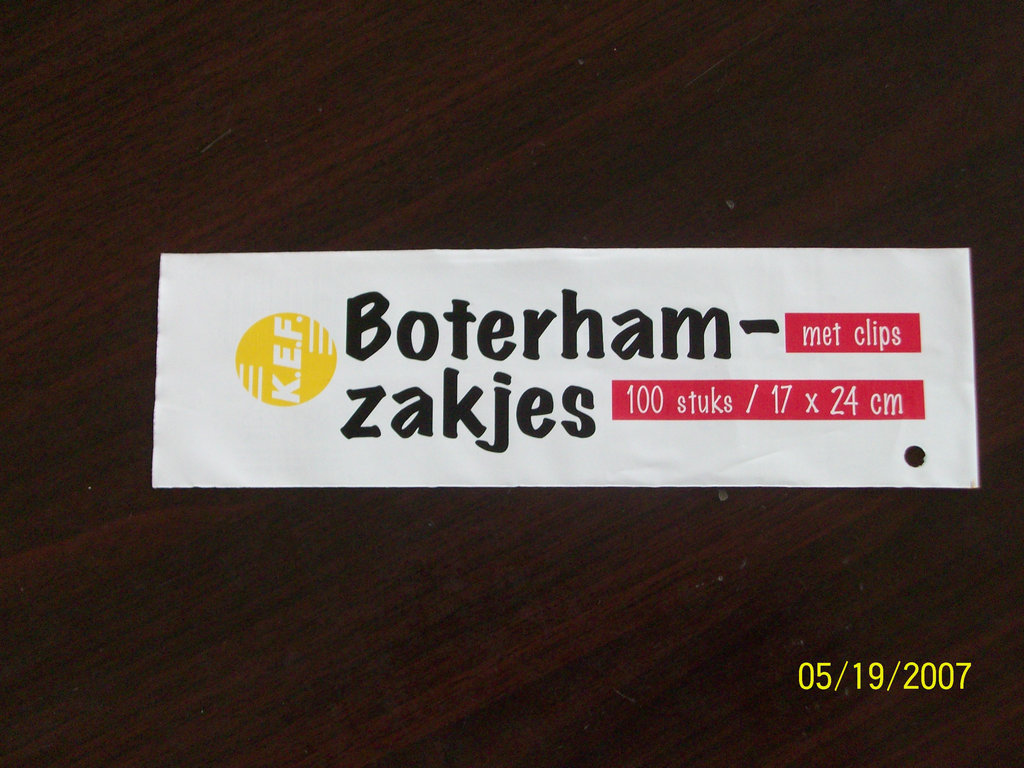 K.E.F.
Boterham-
met clips
zakjes
100 stuks / 17 x 24 cm
05/19/2007